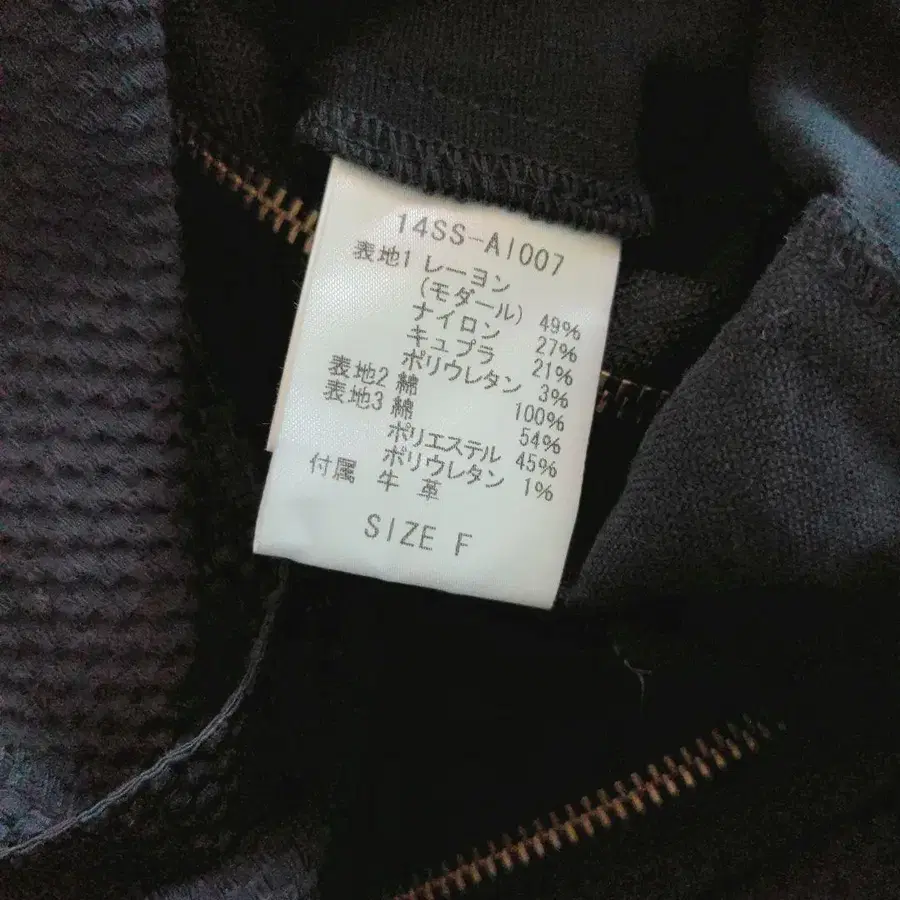 14SS-AI007
表地1 レーヨン
(モダール) 49%
ナイロン 27%
キュプラ 21%
ポリウレタン 3%
表地2 綿 100%
表地3 綿 54%
ポリエステル 45%
ポリウレタン 1%
付属 牛革
SIZE F